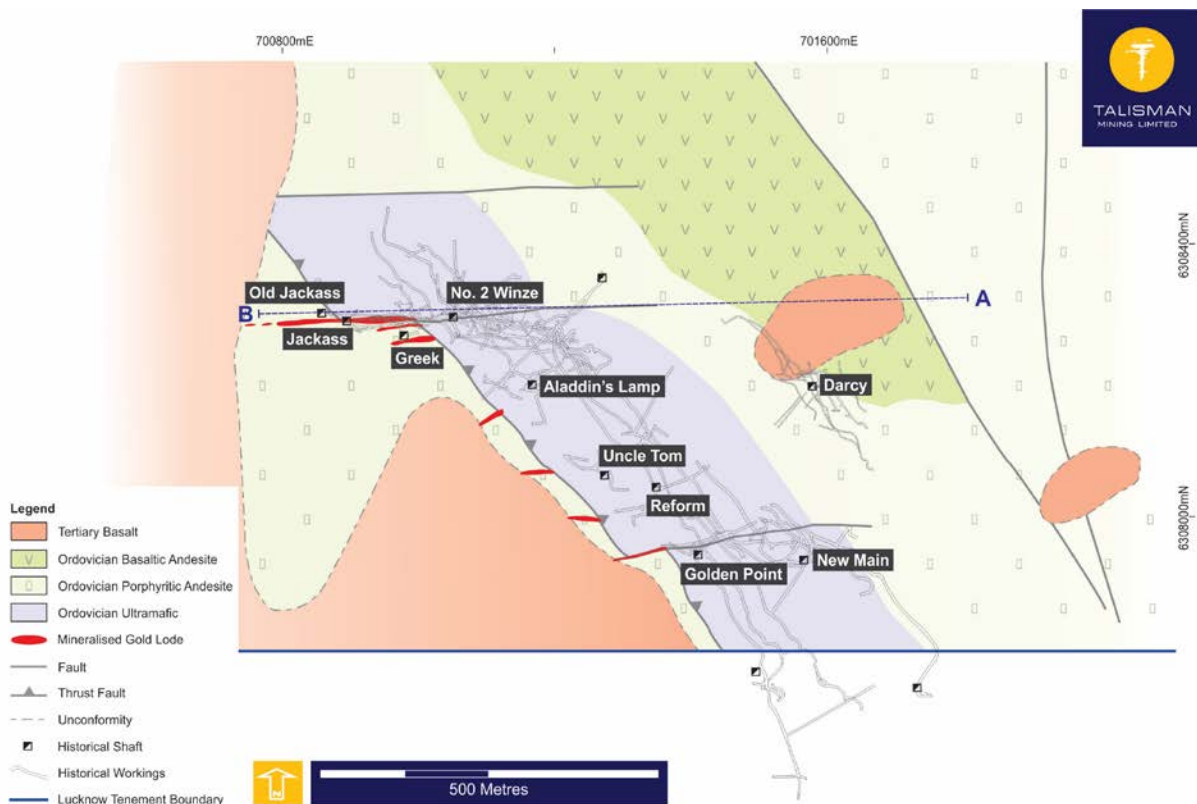 700800mE
701600mE
TALISMAN
MINING LIMITED
6308400mN
Old Jackass
No. 2 Winze
B
A
Jackass
Greek
Aladdin's Lamp
Darcy
Uncle Tom
Reform
6308000mN
Golden Point
New Main
Legend
Tertiary Basalt
Ordovician Basaltic Andesite
Ordovician Porphyritic Andesite
Ordovician Ultramafic
Mineralised Gold Lode
Fault
Thrust Fault
Unconformity
Historical Shaft
Historical Workings
Lucknow Tenement Boundary
N
500 Metres